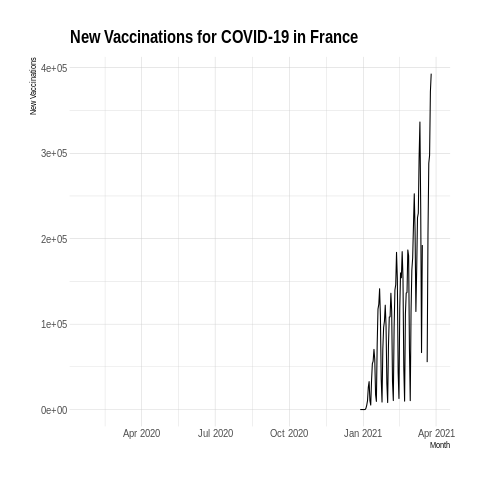 New Vaccinations for COVID-19 in France
New Vaccinations
4e+05
3e+05
2e+05
1e+05
0e+00
Apr 2020 Jul 2020 Oct 2020 Jan 2021 Apr 2021
Month